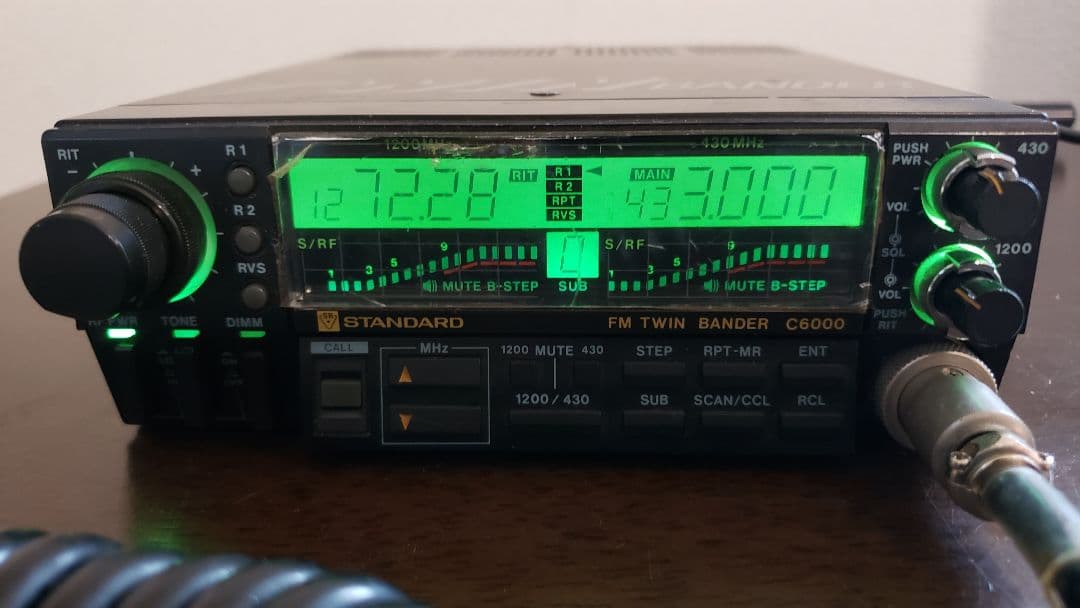 RIT
−
+
R1
R2
RVS
RF PWR
TONE
DIMM
1200MHz
430MHz
12 72.28
RIT
R1
R2
RPT
RVS
MAIN
43 3.000
S/RF
1 3 5 9
MUTE B-STEP
0
SUB
S/RF
1 3 5 9
MUTE B-STEP
PUSH
PWR
430
VOL
SQL
1200
VOL
PUSH
RIT
STANDARD
FM TWIN BANDER C6000
CALL
MHz
1200 MUTE 430
1200/430
STEP
RPT-MR
ENT
SUB
SCAN/CCL
RCL